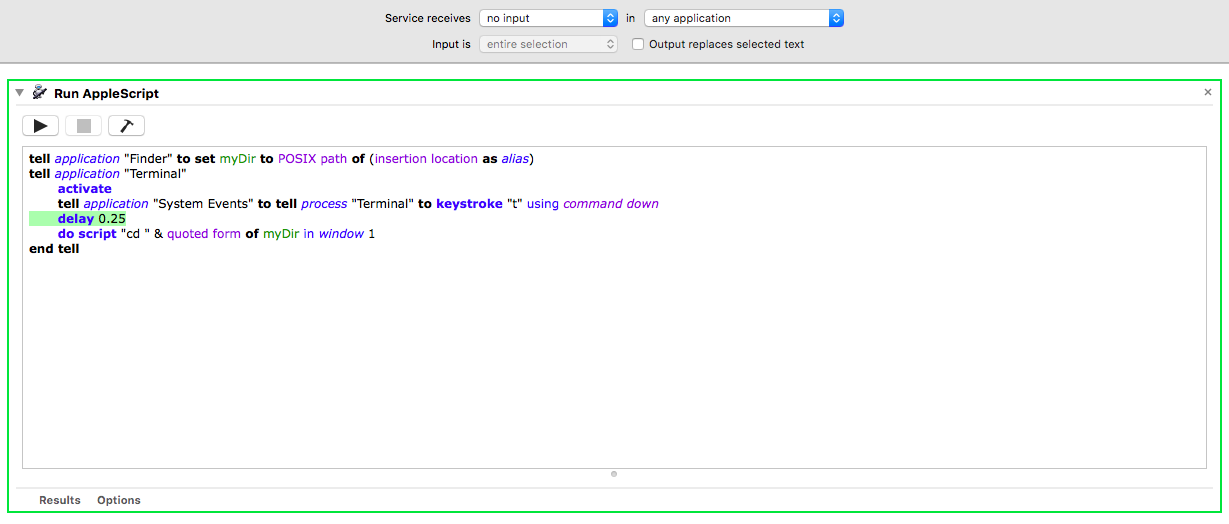 Service receives no input in any application
Input is entire selection Output replaces selected text
Run AppleScript
tell application "Finder" to set myDir to POSIX path of (insertion location as alias)
tell application "Terminal"
activate
tell application "System Events" to tell process "Terminal" to keystroke "t" using command down
delay 0.25
do script "cd " & quoted form of myDir in window 1
end tell
Results Options